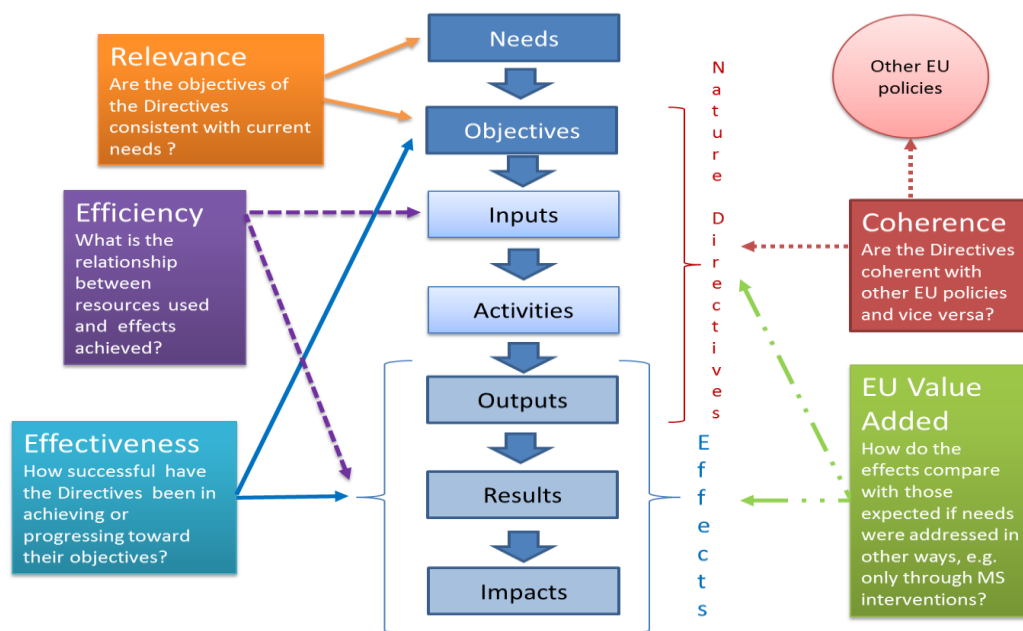 Relevance
Are the objectives of
the Directives
consistent with current
needs ?
Efficiency
What is the
relationship
between
resources used
and effects
achieved?
Effectiveness
How successful have
the Directives been in
achieving or
progressing toward
their objectives?
Needs
Objectives
Inputs
Activities
Outputs
Results
Impacts
Nature Directives
Effects
Other EU
policies
Coherence
Are the Directives
coherent with
other EU policies
and vice versa?
EU Value
Added
How do the
effects compare
with those
expected if needs
were addressed in
other ways, e.g.
only through MS
interventions?